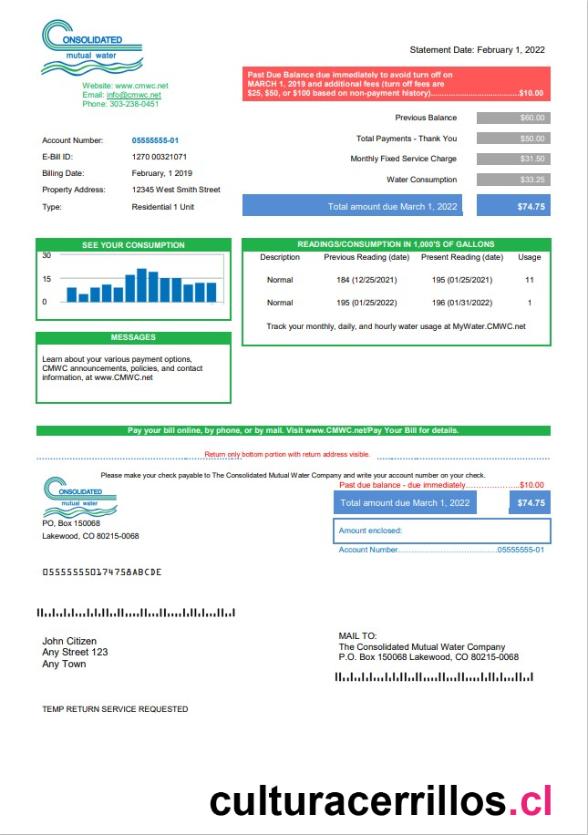 CONSOLIDATED
mutual water
Statement Date: February 1, 2022
Website: www.cmwc.net
Email: info@cmwc.net
Phone: 303-238-0451
Past Due Balance due immediately to avoid turn off on
MARCH 1, 2019 and additional fees (turn off fees are
$25, $50, or $100 based on non-payment history)..............................$10.00
Previous Balance $60.00
Total Payments - Thank You $50.00
Monthly Fixed Service Charge $31.50
Water Consumption $33.25
Total amount due March 1, 2022 $74.75
Account Number: 05555555-01
E-Bill ID: 1270 00321071
Billing Date: February, 1 2019
Property Address: 12345 West Smith Street
Type: Residential 1 Unit
SEE YOUR CONSUMPTION
30
15
0
READINGS/CONSUMPTION IN 1,000'S OF GALLONS
Description Previous Reading (date) Present Reading (date) Usage
Normal 184 (12/25/2021) 195 (01/25/2021) 11
Normal 195 (01/25/2022) 196 (01/31/2022) 1
Track your monthly, daily, and hourly water usage at MyWater.CMWC.net
MESSAGES
Learn about your various payment options,
CMWC announcements, policies, and contact
information, at www.CMWC.net
Pay your bill online, by phone, or by mail. Visit www.CMWC.net/Pay Your Bill for details.
Return only bottom portion with return address visible.
Please make your check payable to The Consolidated Mutual Water Company and write your account number on your check.
CONSOLIDATED
mutual water
PO, Box 150068
Lakewood, CO 80215-0068
Past due balance - due immediately......................$10.00
Total amount due March 1, 2022 $74.75
Amount enclosed:
Account Number..........................................05555555-01
0555555550174758ABCDE
John Citizen
Any Street 123
Any Town
MAIL TO:
The Consolidated Mutual Water Company
P.O. Box 150068 Lakewood, CO 80215-0068
TEMP RETURN SERVICE REQUESTED
culturacerrillos.cl